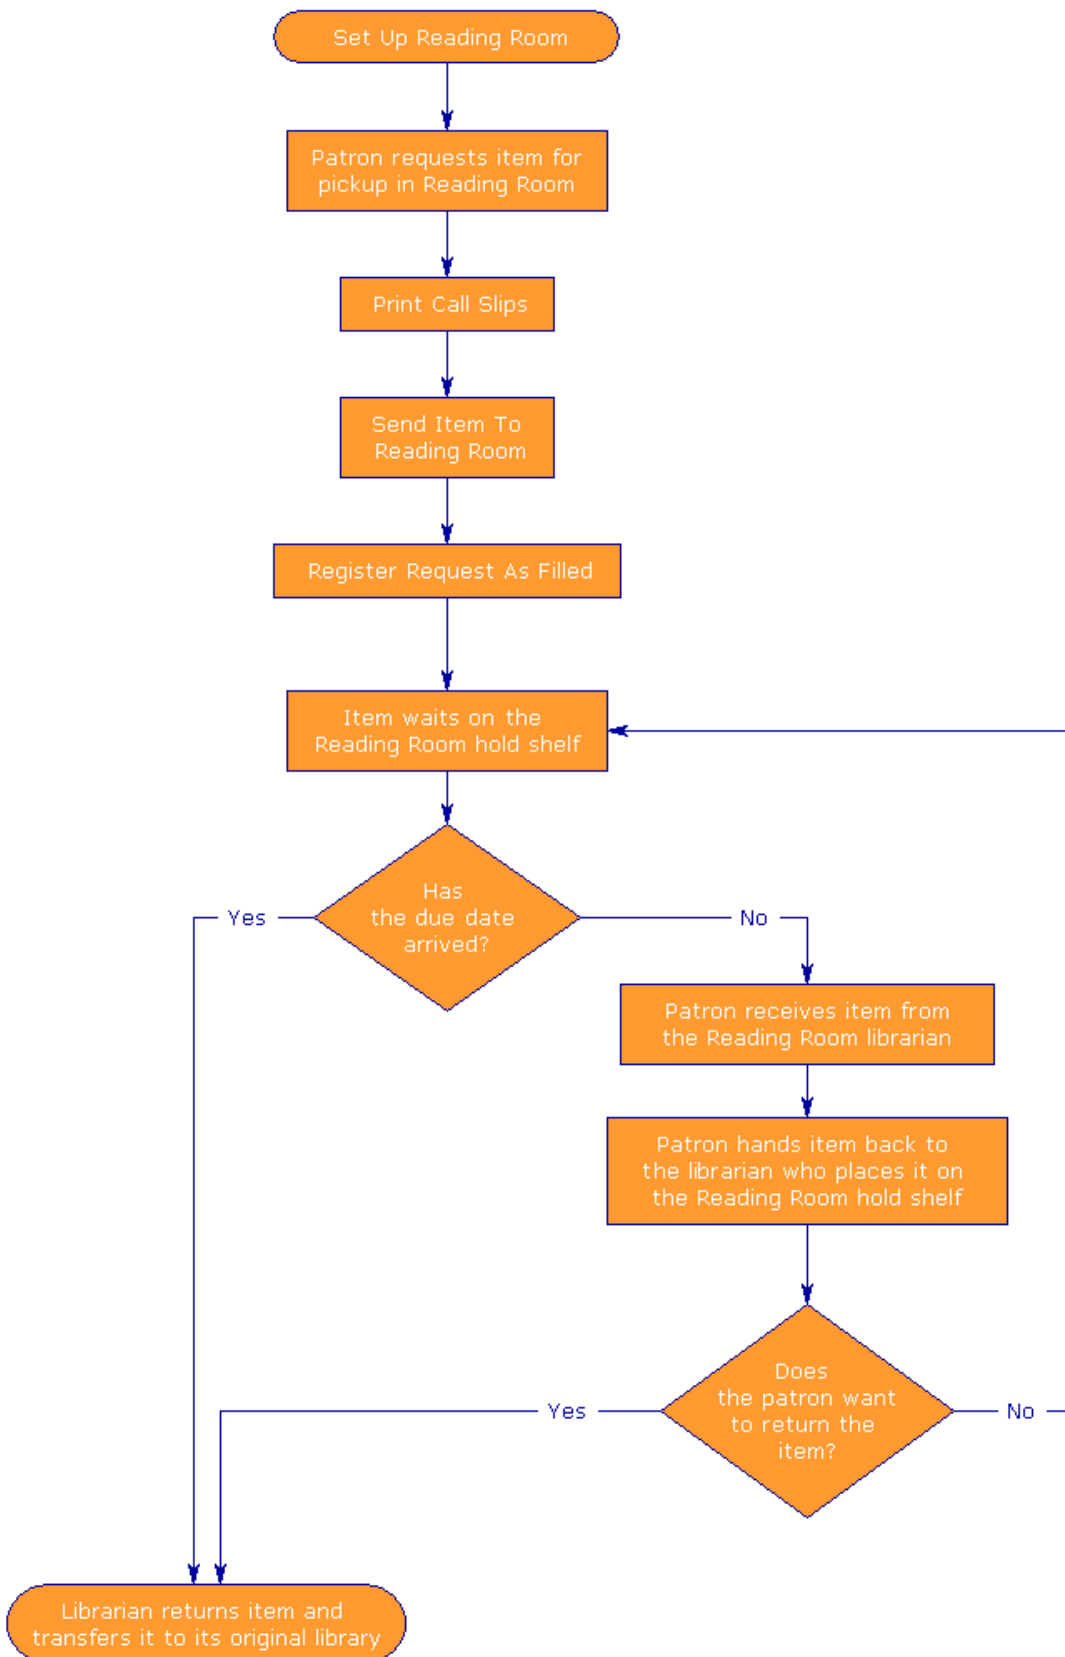 Set Up Reading Room
Patron requests item for
pickup in Reading Room
Print Call Slips
Send Item To
Reading Room
Register Request As Filled
Item waits on the
Reading Room hold shelf
Has
the due date
arrived?
Yes
No
Patron receives item from
the Reading Room librarian
Patron hands item back to
the librarian who places it on
the Reading Room hold shelf
Does
the patron want
to return the
item?
Yes
No
Librarian returns item and
transfers it to its original library